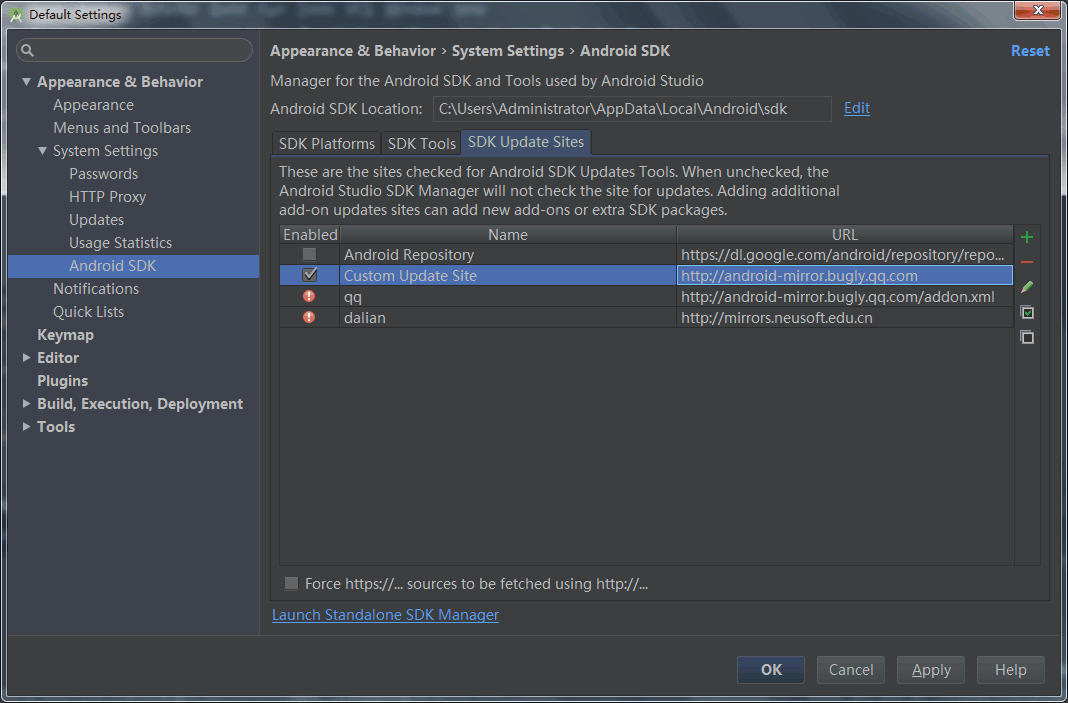 Default Settings
Appearance & Behavior
Appearance
Menus and Toolbars
System Settings
Passwords
HTTP Proxy
Updates
Usage Statistics
Android SDK
Notifications
Quick Lists
Keymap
Editor
Plugins
Build, Execution, Deployment
Tools
Appearance & Behavior › System Settings › Android SDK
Reset
Manager for the Android SDK and Tools used by Android Studio
Android SDK Location: C:\Users\Administrator\AppData\Local\Android\sdk Edit
SDK Platforms SDK Tools SDK Update Sites
These are the sites checked for Android SDK Updates Tools. When unchecked, the
Android Studio SDK Manager will not check the site for updates. Adding additional
add-on updates sites can add new add-ons or extra SDK packages.
Enabled Name URL
Android Repository https://dl.google.com/android/repository/repo...
Custom Update Site http://android-mirror.bugly.qq.com
qq http://android-mirror.bugly.qq.com/addon.xml
dalian http://mirrors.neusoft.edu.cn
Force https://... sources to be fetched using http://...
Launch Standalone SDK Manager
OK Cancel Apply Help